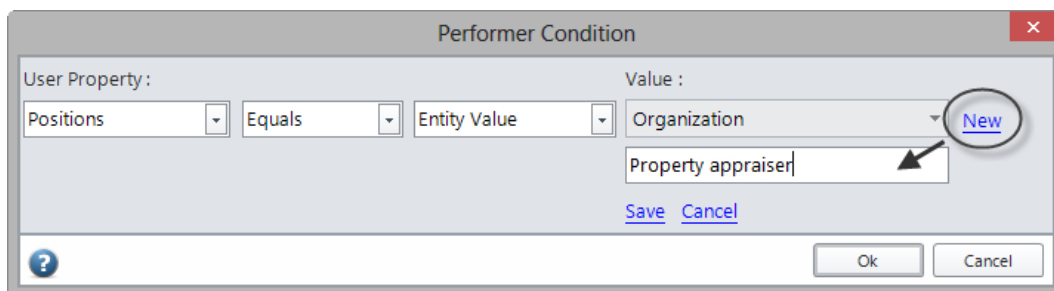 Performer Condition
User Property : Value :
Positions Equals Entity Value Organization New
Property appraiser
Save Cancel
Ok Cancel